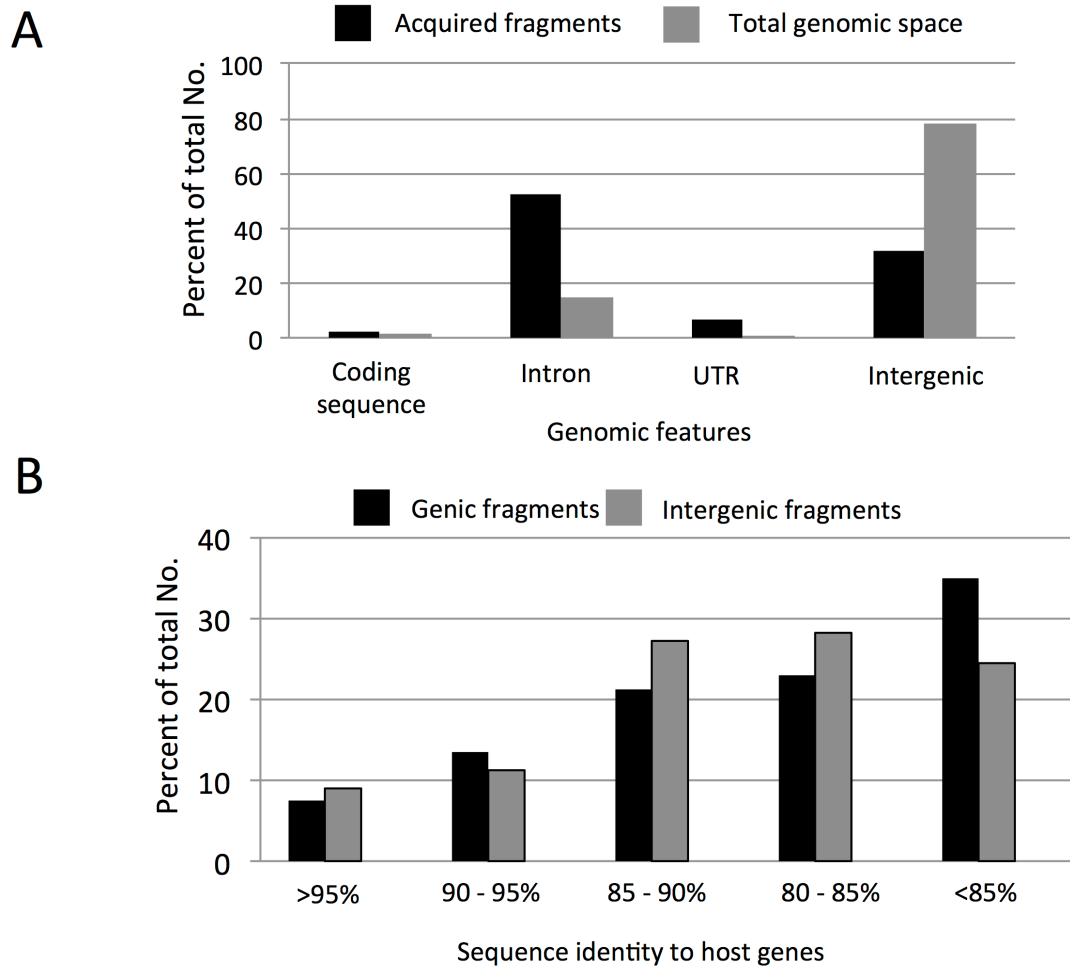 A
Acquired fragments
Total genomic space
Percent of total No.
100
80
60
40
20
0
Coding
sequence
Intron
UTR
Intergenic
Genomic features
B
Genic fragments
Intergenic fragments
Percent of total No.
40
30
20
10
0
>95%
90 - 95%
85 - 90%
80 - 85%
<85%
Sequence identity to host genes